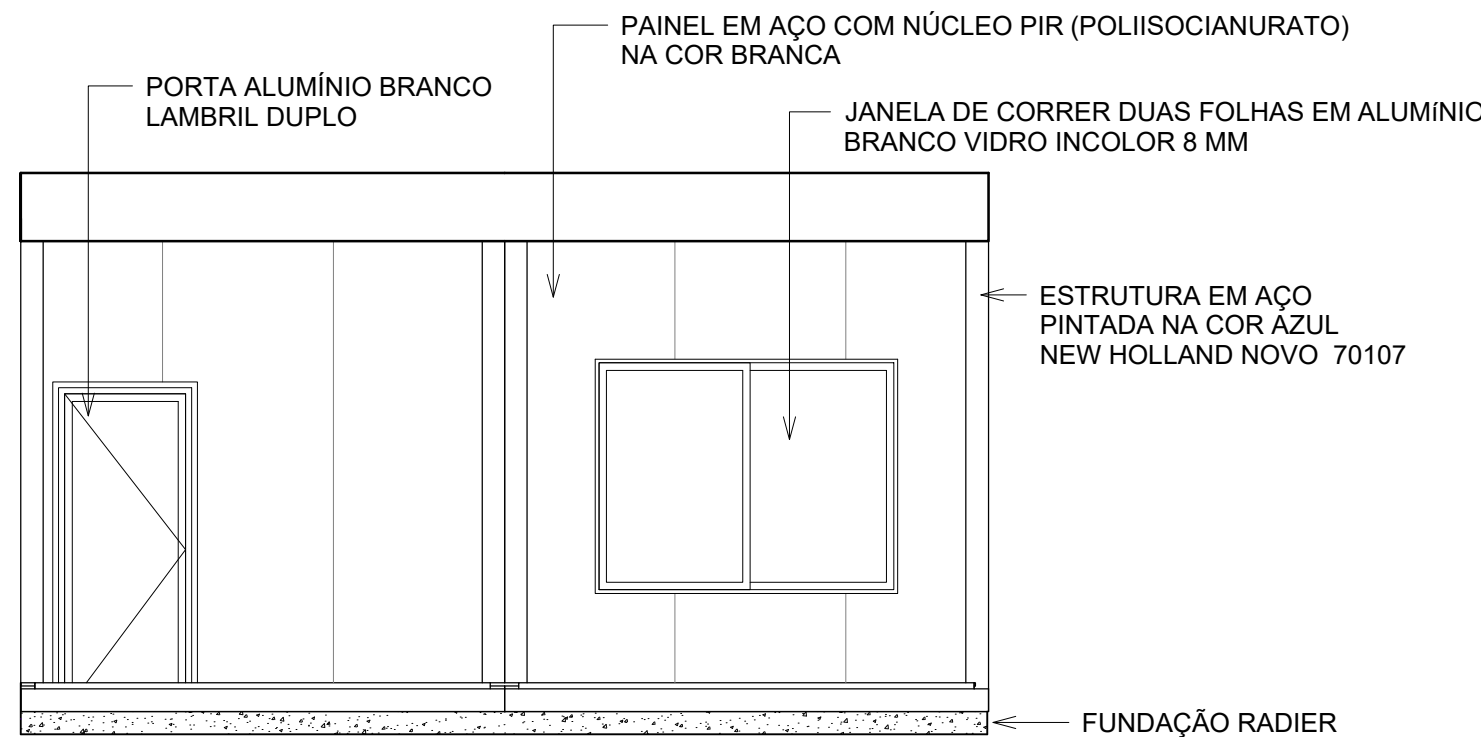 PAINEL EM AÇO COM NÚCLEO PIR (POLIISOCIANURATO)
NA COR BRANCA
PORTA ALUMÍNIO BRANCO
LAMBRIL DUPLO
JANELA DE CORRER DUAS FOLHAS EM ALUMíNIO
BRANCO VIDRO INCOLOR 8 MM
ESTRUTURA EM AÇO
PINTADA NA COR AZUL
NEW HOLLAND NOVO 70107
FUNDAÇÃO RADIER